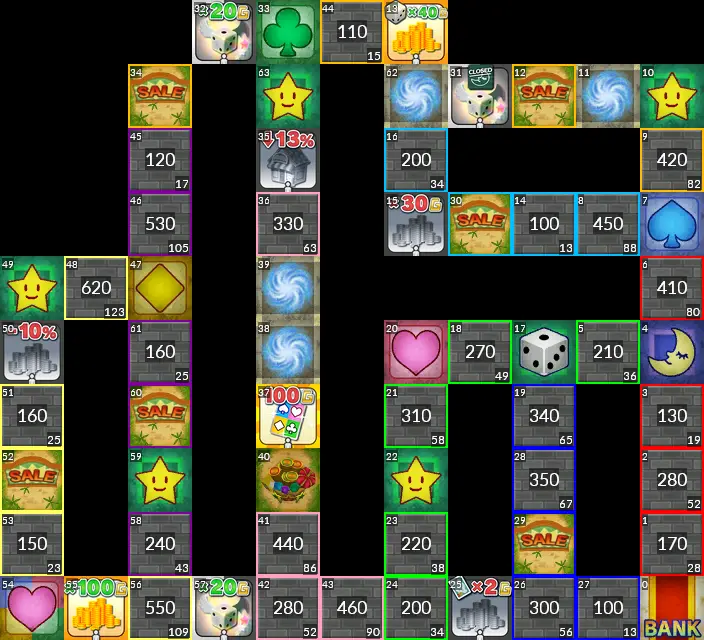 32 ×20G 33 44 110 15 13 ×40G
34 SALE 63 62 31 CLOSED 12 SALE 11 10
45 120 17 35 13% 16 200 34 9 420 82
46 530 105 36 330 63 15 ×30G 30 SALE 14 100 13 8 450 88 7
49 48 620 123 47 39 6 410 80
50 10% 61 160 25 38 20 18 270 49 17 5 210 36 4
51 160 25 60 SALE 37 100G 21 310 58 19 340 65 3 130 19
52 SALE 59 40 22 28 350 67 2 280 52
53 150 23 58 240 43 41 440 86 23 220 38 29 SALE 1 170 28
54 55 ×100G 56 550 109 57 ×20G 42 280 52 43 460 90 24 200 34 25 ×2G 26 300 56 27 100 13 0 BANK